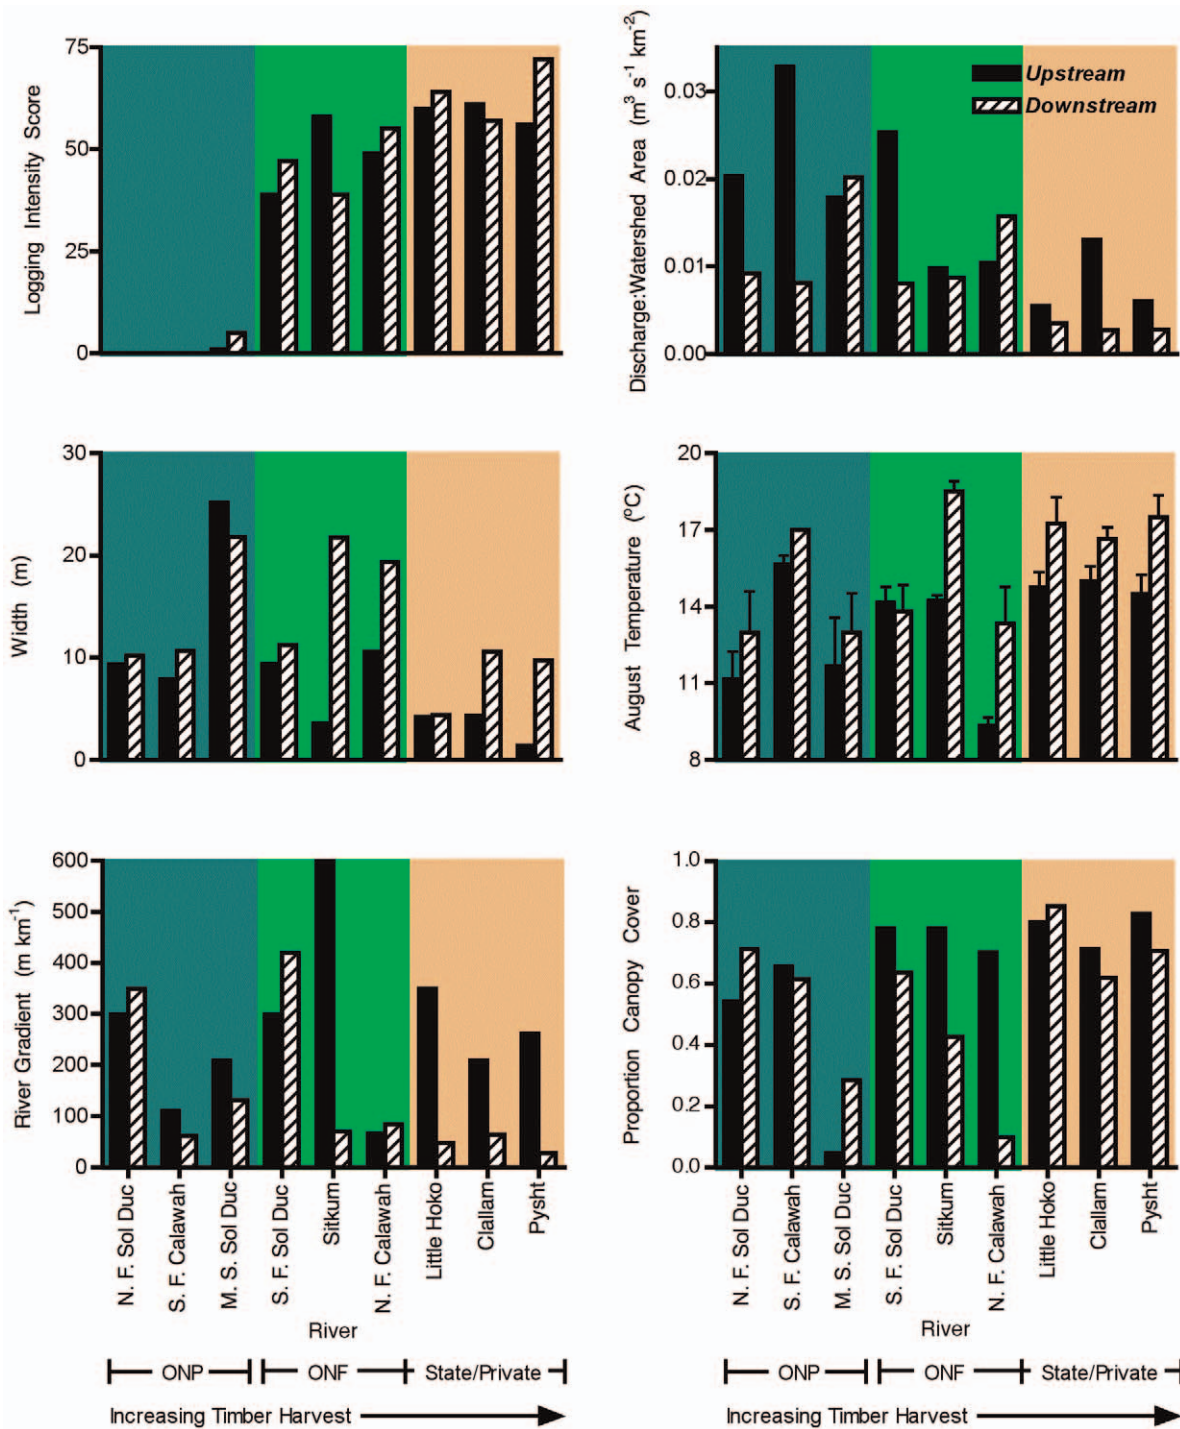 Logging Intensity Score
75
50
25
0
Discharge:Watershed Area (m³ s⁻¹ km⁻²)
0.03
0.02
0.01
0.00
Upstream
Downstream
Width (m)
30
20
10
0
August Temperature (ºC)
20
17
14
11
8
River Gradient (m km⁻¹)
600
500
400
300
200
100
0
N. F. Sol Duc
S. F. Calawah
M. S. Sol Duc
S. F. Sol Duc
Sitkum
N. F. Calawah
Little Hoko
Clallam
Pysht
River
ONP
ONF
State/Private
Increasing Timber Harvest
Proportion Canopy Cover
1.0
0.8
0.6
0.4
0.2
0.0
N. F. Sol Duc
S. F. Calawah
M. S. Sol Duc
S. F. Sol Duc
Sitkum
N. F. Calawah
Little Hoko
Clallam
Pysht
River
ONP
ONF
State/Private
Increasing Timber Harvest